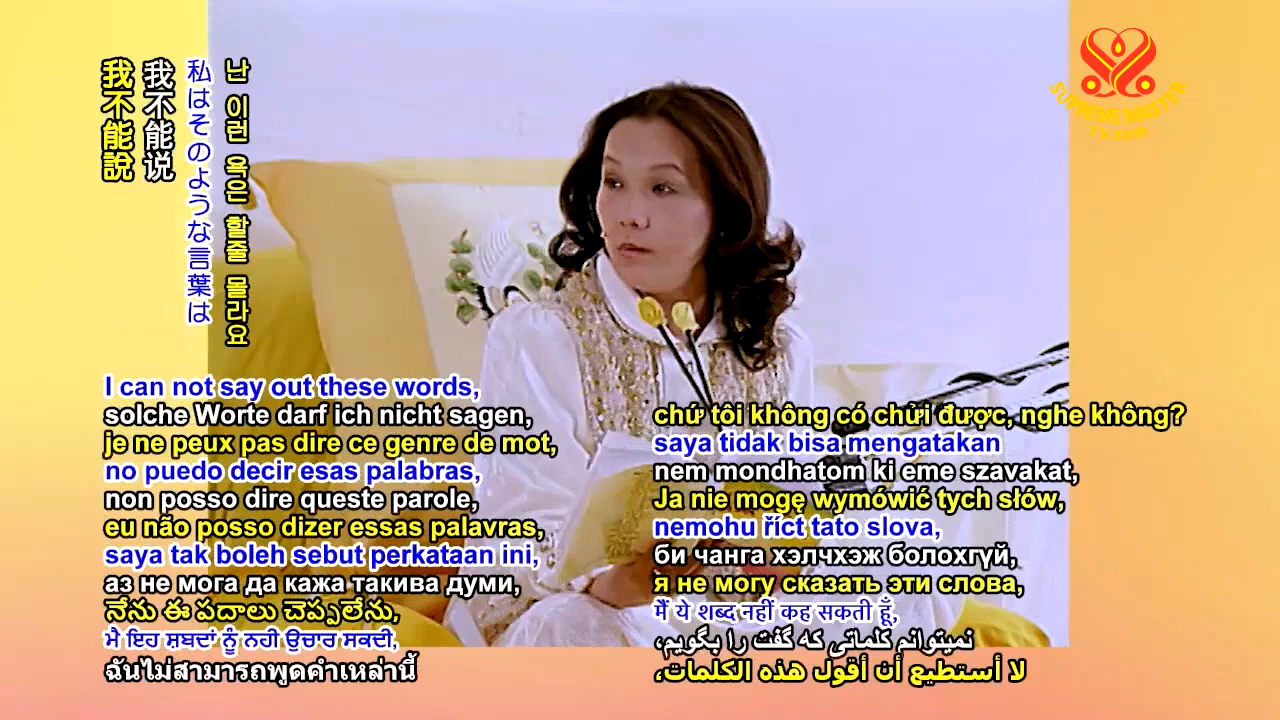 我不能說
我不能说
私はそのような言葉は
난 이런 욕은 할줄 몰라요
SUPREME MASTER
TV.COM
I can not say out these words,
solche Worte darf ich nicht sagen,
je ne peux pas dire ce genre de mot,
no puedo decir esas palabras,
non posso dire queste parole,
eu não posso dizer essas palavras,
saya tak boleh sebut perkataan ini,
аз не мога да кажа такива думи,
నేను ఈ పదాలు చెప్పలేను,
ਮੈ ਇਹ ਸ਼ਬਦਾਂ ਨੂੰ ਨਹੀ ਉਚਾਰ ਸਕਦੀ,
ฉันไม่สามารถพูดคำเหล่านี้
chứ tôi không có chửi được, nghe không?
saya tidak bisa mengatakan
nem mondhatom ki eme szavakat,
Ja nie mogę wymówić tych słów,
nemohu říct tato slova,
би чанга хэлчхэж болохгүй,
я не могу сказать эти слова,
मैं ये शब्द नहीं कह सकती हूँ,
نمیتوانم کلماتی که گفت را بگویم،
لا أستطيع أن أقول هذه الكلمات،